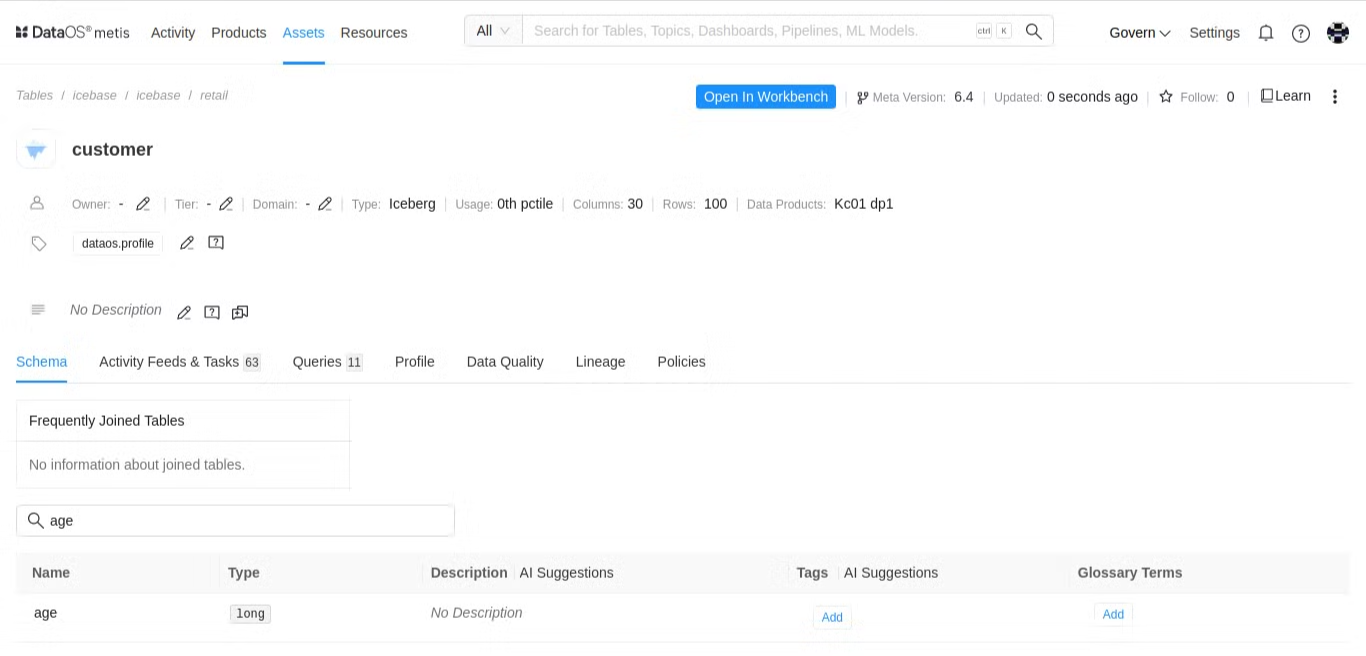 DataOS® metis Activity Products Assets Resources All Search for Tables, Topics, Dashboards, Pipelines, ML Models. ctrl K Govern Settings
Tables / icebase / icebase / retail Open In Workbench Meta Version: 6.4 Updated: 0 seconds ago Follow: 0 Learn
customer
Owner: - Tier: - Domain: - Type: Iceberg Usage: 0th pctile Columns: 30 Rows: 100 Data Products: Kc01 dp1
dataos.profile
No Description
Schema Activity Feeds & Tasks 63 Queries 11 Profile Data Quality Lineage Policies
Frequently Joined Tables
No information about joined tables.
age
Name Type Description AI Suggestions Tags AI Suggestions Glossary Terms
age long No Description Add Add